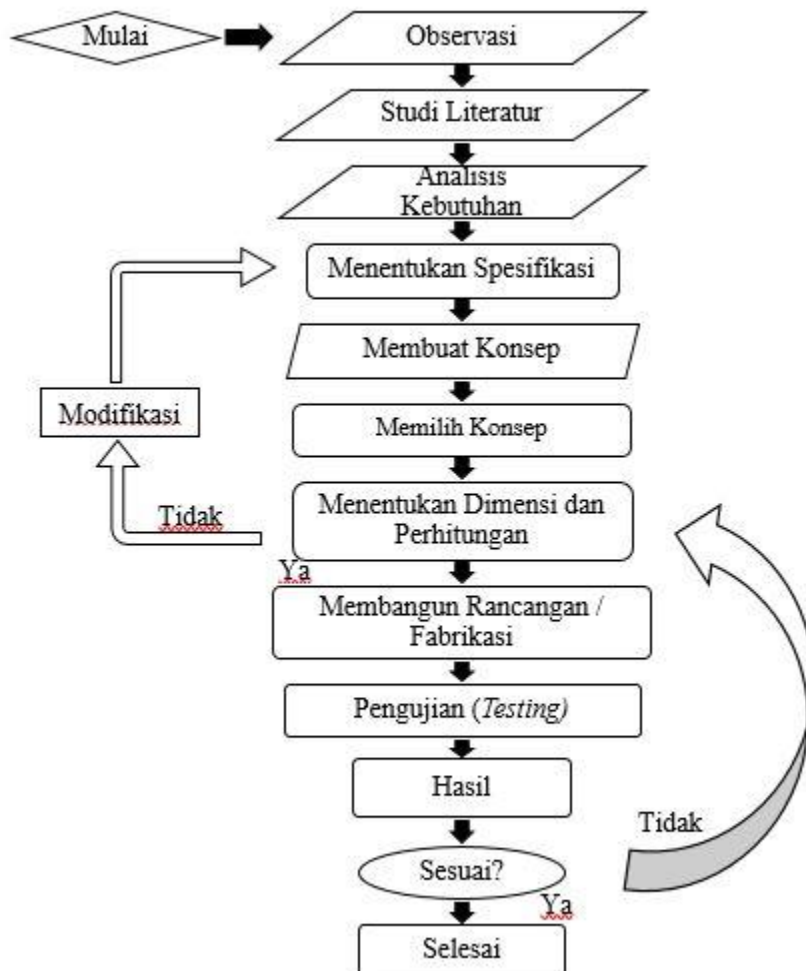 Mulai
Observasi
Studi Literatur
Analisis
Kebutuhan
Menentukan Spesifikasi
Membuat Konsep
Modifikasi
Memilih Konsep
Tidak
Menentukan Dimensi dan
Perhitungan
Ya
Membangun Rancangan /
Fabrikasi
Pengujian (Testing)
Hasil
Tidak
Sesuai?
Ya
Selesai